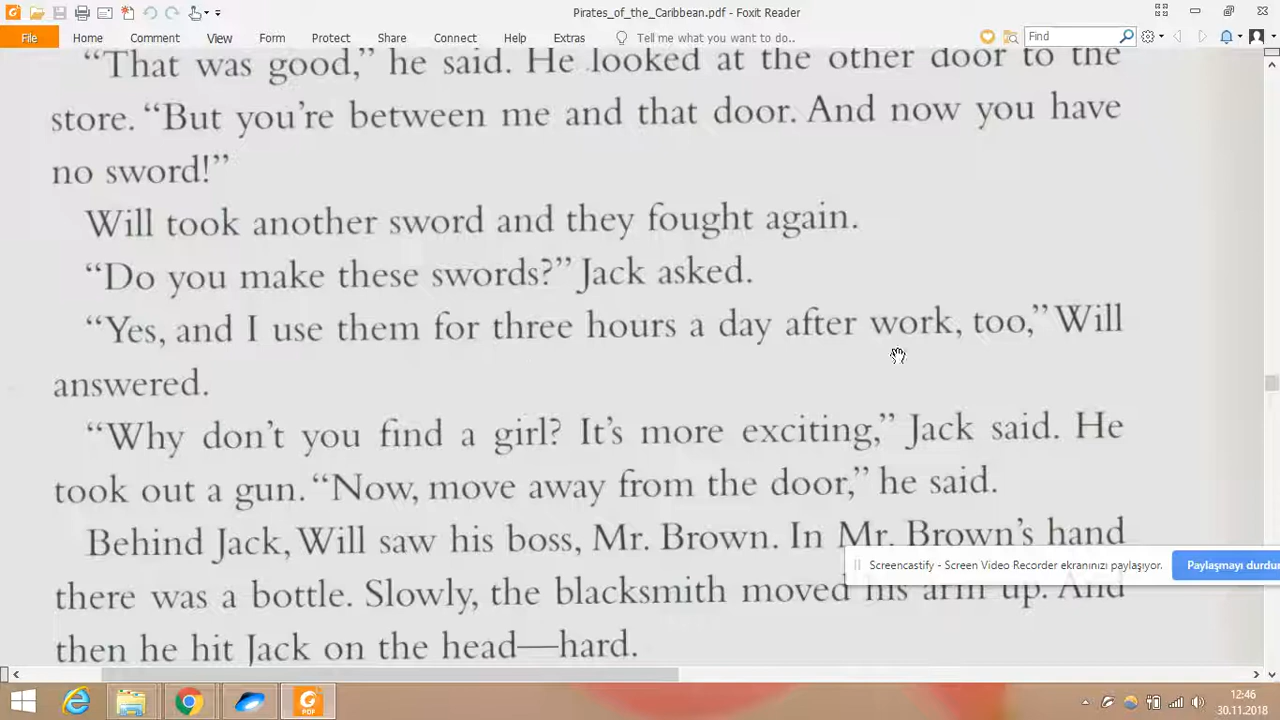 Pirates_of_the_Caribbean.pdf - Foxit Reader
File Home Comment View Form Protect Share Connect Help Extras Tell me what you want to do.. Find
“That was good,” he said. He looked at the other door to the
store. “But you’re between me and that door. And now you have
no sword!”
Will took another sword and they fought again.
“Do you make these swords?” Jack asked.
“Yes, and I use them for three hours a day after work, too,” Will
answered.
“Why don’t you find a girl? It’s more exciting,” Jack said. He
took out a gun. “Now, move away from the door,” he said.
Behind Jack, Will saw his boss, Mr. Brown. In Mr. Brown’s hand
Screencastify - Screen Video Recorder ekranınızı paylaşıyor. Paylaşmayı durdur
there was a bottle. Slowly, the blacksmith moved his arm up. And
then he hit Jack on the head—hard.
PDF
12:46
30.11.2018